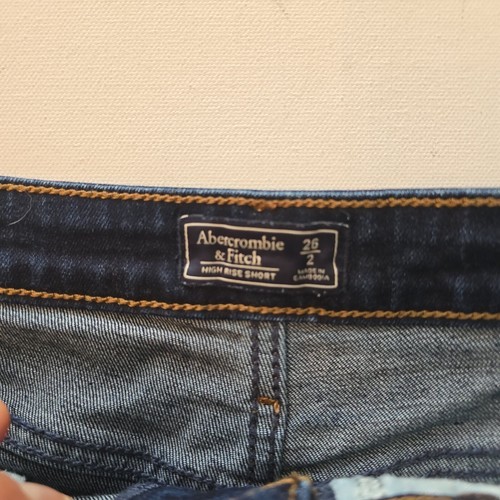 Abercrombie
& Fitch
HIGH RISE SHORT
26
2
MADE IN
CAMBODIA